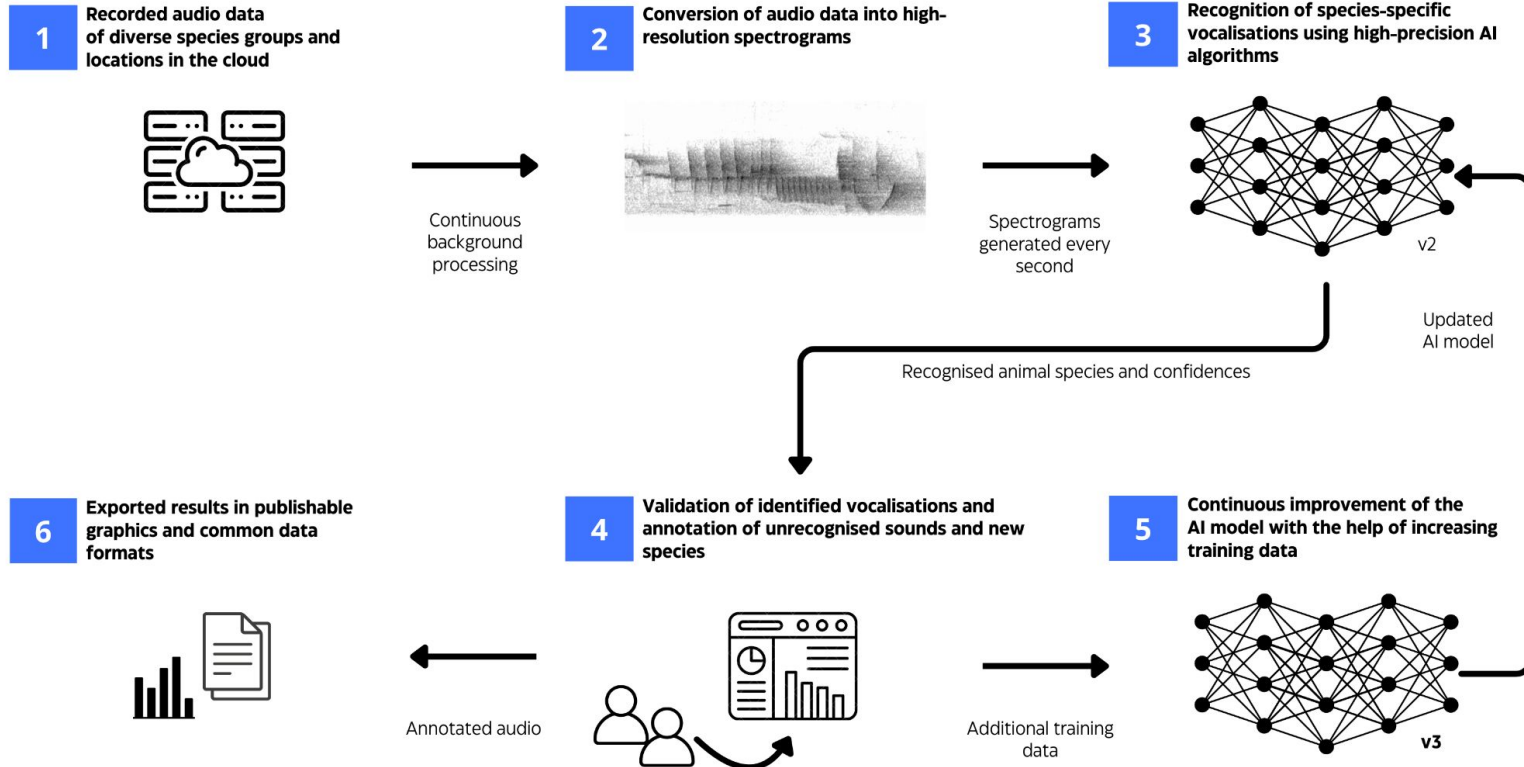 1
Recorded audio data
of diverse species groups and
locations in the cloud
2
Conversion of audio data into high-
resolution spectrograms
3
Recognition of species-specific
vocalisations using high-precision AI
algorithms
Continuous
background
processing
Spectrograms
generated every
second
v2
Updated
AI model
Recognised animal species and confidences
6
Exported results in publishable
graphics and common data
formats
4
Validation of identified vocalisations and
annotation of unrecognised sounds and new
species
5
Continuous improvement of the
AI model with the help of increasing
training data
Annotated audio
Additional training
data
v3